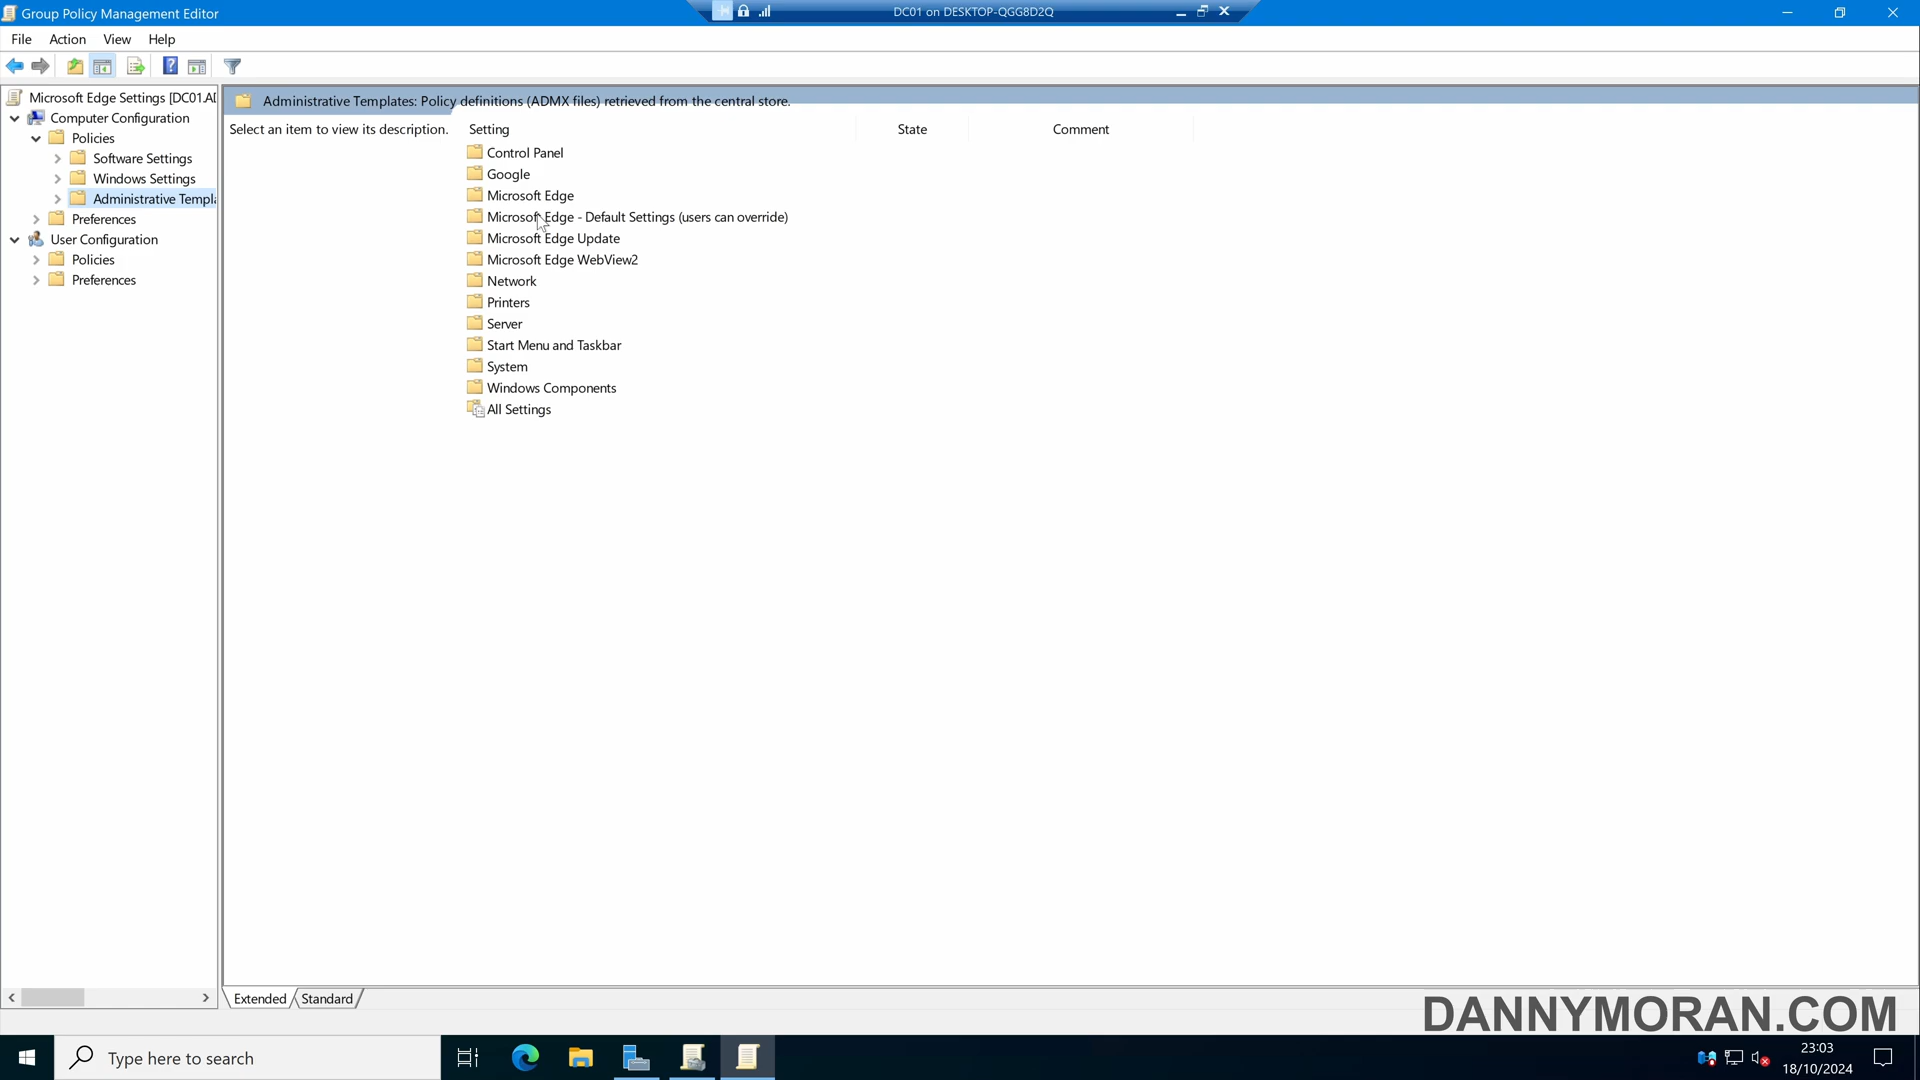 Group Policy Management Editor
DC01 on DESKTOP-QGG8D2Q
File Action View Help
Microsoft Edge Settings [DC01.AI
Computer Configuration
Policies
Software Settings
Windows Settings
Administrative Templa
Preferences
User Configuration
Policies
Preferences
Administrative Templates: Policy definitions (ADMX files) retrieved from the central store.
Select an item to view its description.
Setting State Comment
Control Panel
Google
Microsoft Edge
Microsoft Edge - Default Settings (users can override)
Microsoft Edge Update
Microsoft Edge WebView2
Network
Printers
Server
Start Menu and Taskbar
System
Windows Components
All Settings
Extended Standard
DANNYMORAN.COM
Type here to search
23:03
18/10/2024